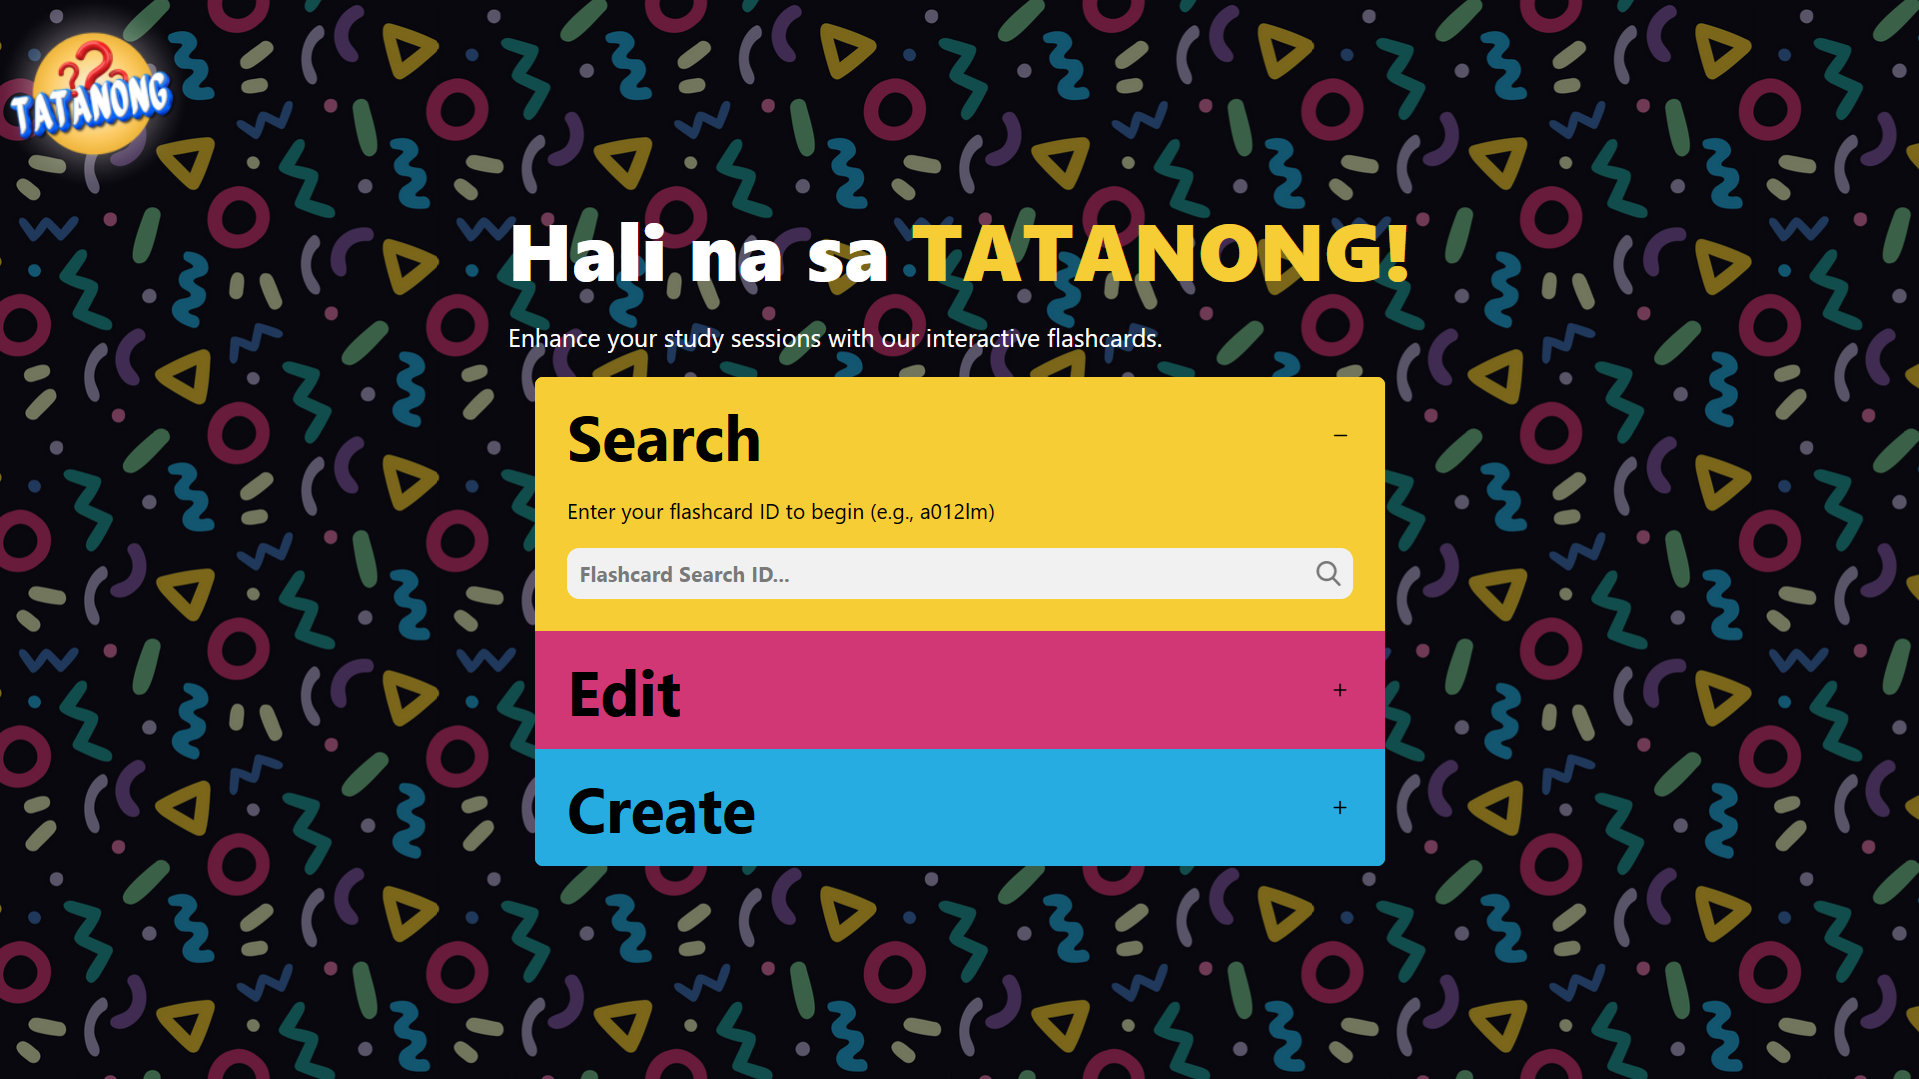 TATANONG
Hali na sa TATANONG!
Enhance your study sessions with our interactive flashcards.
Search
Enter your flashcard ID to begin (e.g., a012lm)
Flashcard Search ID...
Edit
Create